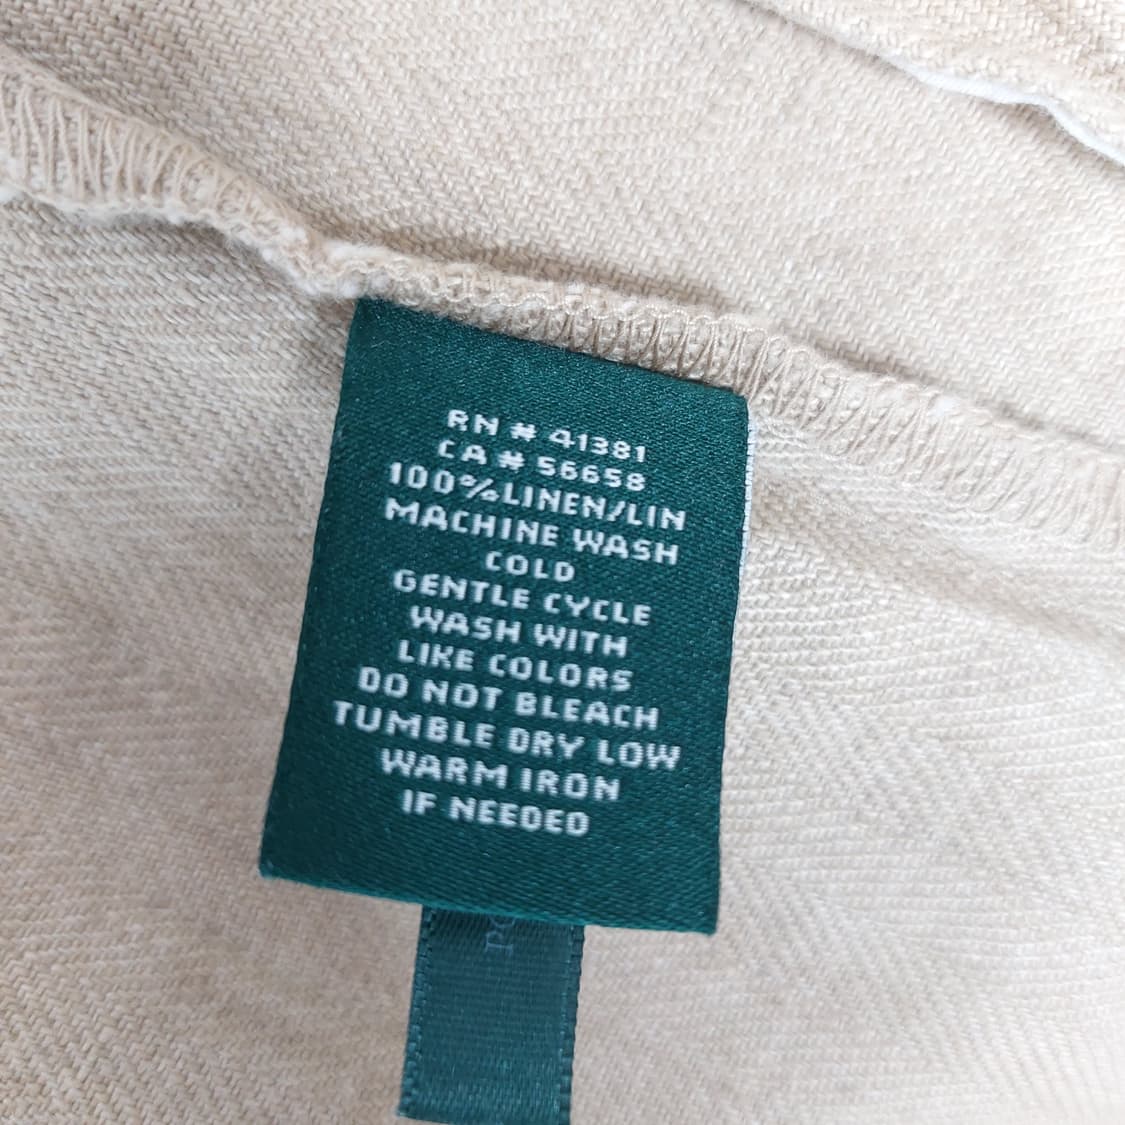 RN # 41381
CA # 56658
100%LINEN/LIN
MACHINE WASH
COLD
GENTLE CYCLE
WASH WITH
LIKE COLORS
DO NOT BLEACH
TUMBLE DRY LOW
WARM IRON
IF NEEDED